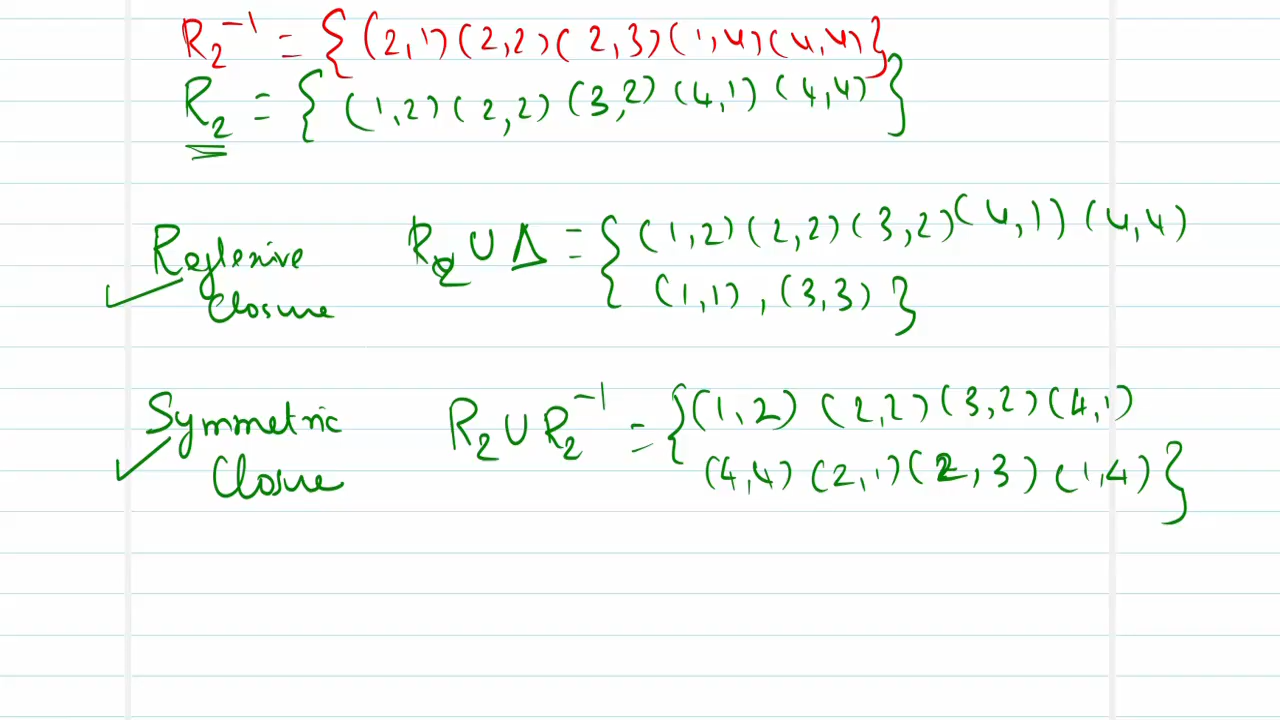 R₂⁻¹ = {(2,1)(2,2)(2,3)(1,4)(4,4)}
R₂ = {(1,2)(2,2)(3,2)(4,1)(4,4)}
Reflexive Closure
R₂ ∪ Δ = {(1,2)(2,2)(3,2)(4,1)(4,4)
(1,1),(3,3)}
Symmetric Closure
R₂ ∪ R₂⁻¹ = {(1,2)(2,2)(3,2)(4,1)
(4,4)(2,1)(2,3)(1,4)}